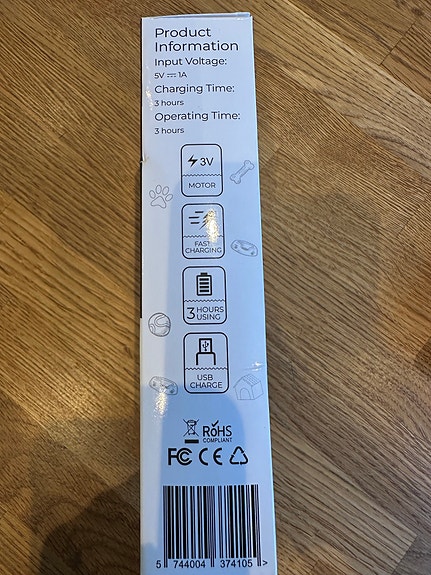 Product
Information
Input Voltage:
5V ⎓ 1A
Charging Time:
3 hours
Operating Time:
3 hours
3V
MOTOR
FAST
CHARGING
3 HOURS
USING
USB
CHARGE
RoHS
COMPLIANT
FC CE
5 744004 374105 >